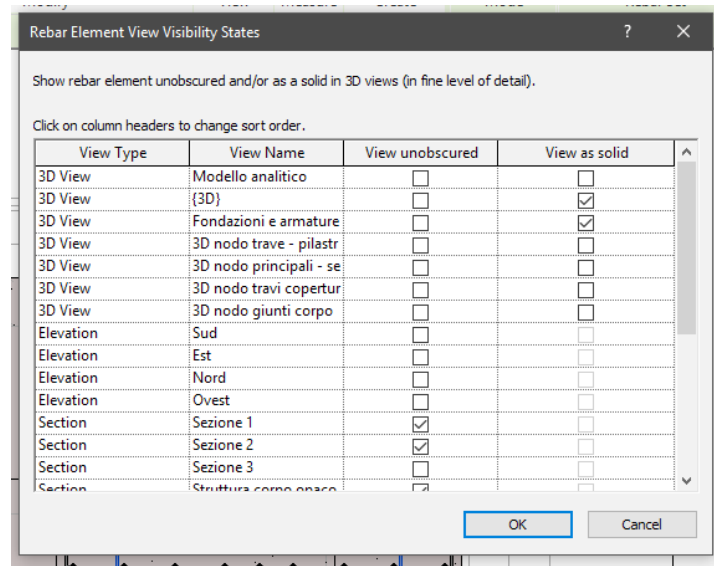 Rebar Element View Visibility States ? ×
Show rebar element unobscured and/or as a solid in 3D views (in fine level of detail).
Click on column headers to change sort order.
View Type View Name View unobscured View as solid
3D View Modello analitico
3D View {3D}
3D View Fondazioni e armature
3D View 3D nodo trave - pilastr
3D View 3D nodo principali - se
3D View 3D nodo travi copertur
3D View 3D nodo giunti corpo
Elevation Sud
Elevation Est
Elevation Nord
Elevation Ovest
Section Sezione 1
Section Sezione 2
Section Sezione 3
Section Struttura corpo opaco
OK Cancel